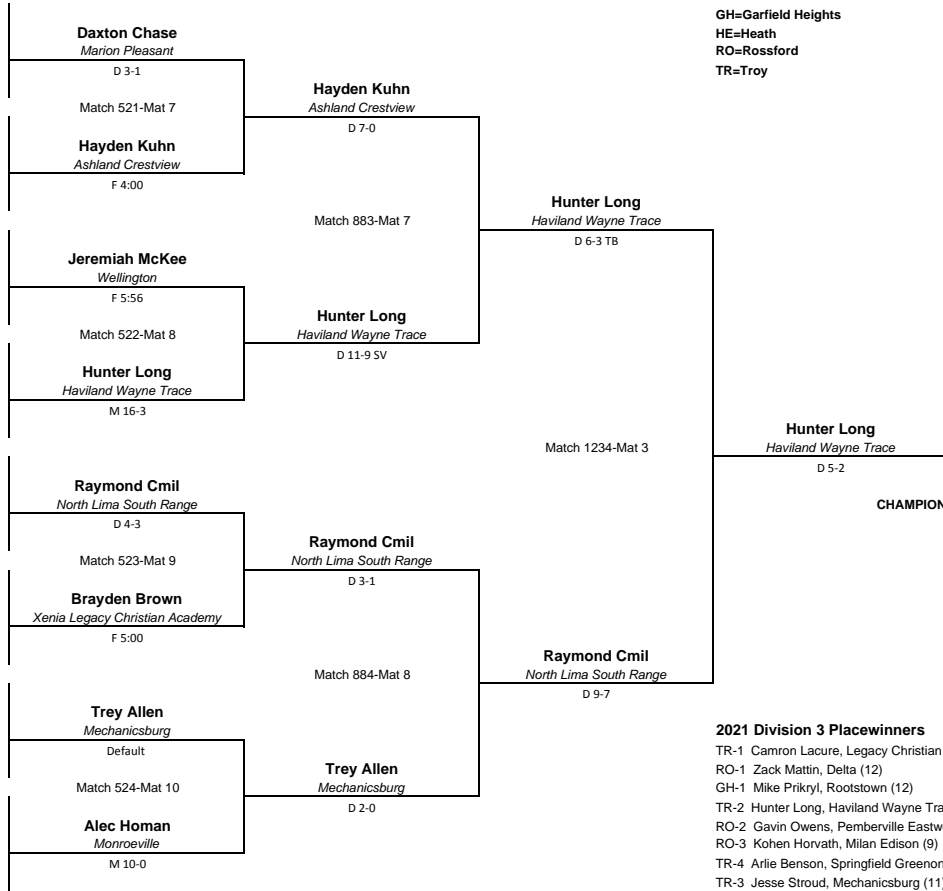 GH=Garfield Heights
HE=Heath
RO=Rossford
TR=Troy
Daxton Chase
Marion Pleasant
D 3-1
Match 521-Mat 7
Hayden Kuhn
Ashland Crestview
F 4:00
Hayden Kuhn
Ashland Crestview
D 7-0
Match 883-Mat 7
Jeremiah McKee
Wellington
F 5:56
Match 522-Mat 8
Hunter Long
Haviland Wayne Trace
M 16-3
Hunter Long
Haviland Wayne Trace
D 11-9 SV
Hunter Long
Haviland Wayne Trace
D 6-3 TB
Match 1234-Mat 3
Hunter Long
Haviland Wayne Trace
D 5-2
CHAMPION
Raymond Cmil
North Lima South Range
D 4-3
Match 523-Mat 9
Brayden Brown
Xenia Legacy Christian Academy
F 5:00
Raymond Cmil
North Lima South Range
D 3-1
Match 884-Mat 8
Raymond Cmil
North Lima South Range
D 9-7
Trey Allen
Mechanicsburg
Default
Match 524-Mat 10
Alec Homan
Monroeville
M 10-0
Trey Allen
Mechanicsburg
D 2-0
2021 Division 3 Placewinners
TR-1 Camron Lacure, Legacy Christian
RO-1 Zack Mattin, Delta (12)
GH-1 Mike Prikryl, Rootstown (12)
TR-2 Hunter Long, Haviland Wayne Tra
RO-2 Gavin Owens, Pemberville Eastw
RO-3 Kohen Horvath, Milan Edison (9)
TR-4 Arlie Benson, Springfield Greenon
TR-3 Jesse Stroud, Mechanicsburg (11)